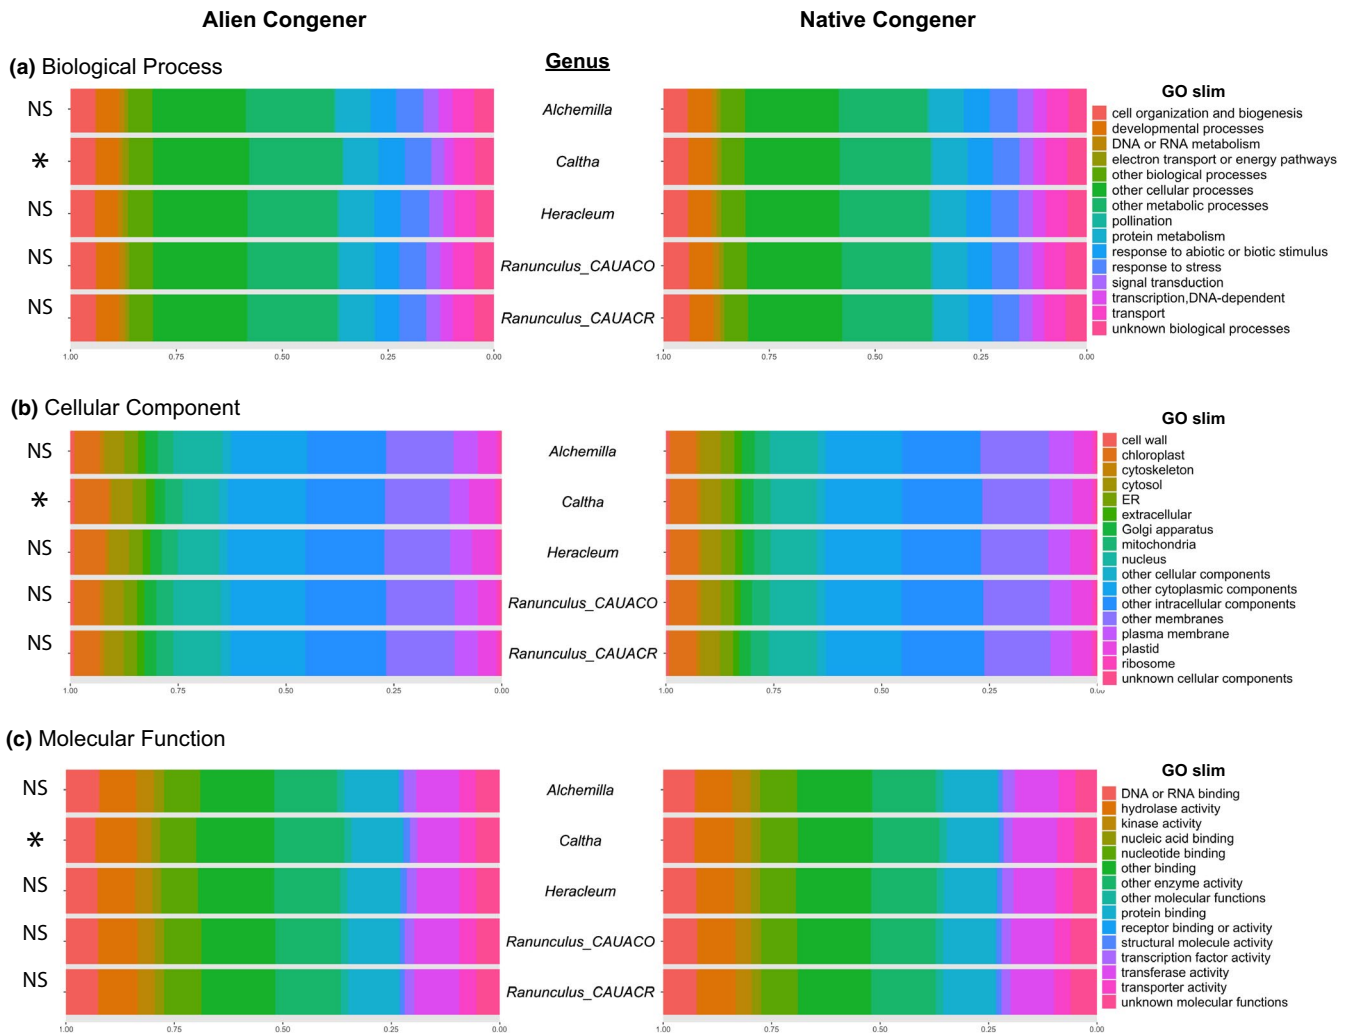 Alien Congener
Native Congener
(a) Biological Process
Genus
NS
*
NS
NS
NS
Alchemilla
Caltha
Heracleum
Ranunculus_CAUACO
Ranunculus_CAUACR
1.00 0.75 0.50 0.25 0.00
1.00 0.75 0.50 0.25 0.00
GO slim
cell organization and biogenesis
developmental processes
DNA or RNA metabolism
electron transport or energy pathways
other biological processes
other cellular processes
other metabolic processes
pollination
protein metabolism
response to abiotic or biotic stimulus
response to stress
signal transduction
transcription,DNA-dependent
transport
unknown biological processes
(b) Cellular Component
NS
*
NS
NS
NS
Alchemilla
Caltha
Heracleum
Ranunculus_CAUACO
Ranunculus_CAUACR
1.00 0.75 0.50 0.25 0.00
1.00 0.75 0.50 0.25
GO slim
cell wall
chloroplast
cytoskeleton
cytosol
ER
extracellular
Golgi apparatus
mitochondria
nucleus
other cellular components
other cytoplasmic components
other intracellular components
other membranes
plasma membrane
plastid
ribosome
unknown cellular components
(c) Molecular Function
NS
*
NS
NS
NS
Alchemilla
Caltha
Heracleum
Ranunculus_CAUACO
Ranunculus_CAUACR
1.00 0.75 0.50 0.25 0.00
1.00 0.75 0.50 0.25 0.00
GO slim
DNA or RNA binding
hydrolase activity
kinase activity
nucleic acid binding
nucleotide binding
other binding
other enzyme activity
other molecular functions
protein binding
receptor binding or activity
structural molecule activity
transcription factor activity
transferase activity
transporter activity
unknown molecular functions